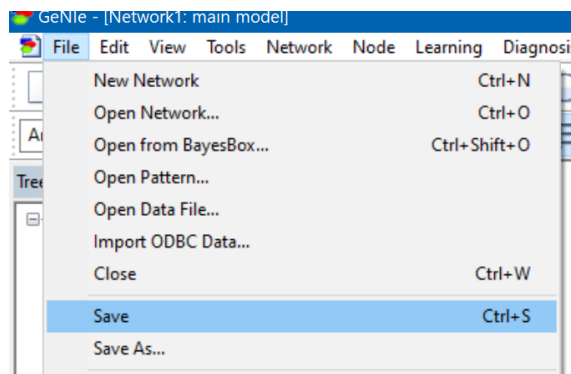 GeNIe - [Network1: main model]
File Edit View Tools Network Node Learning
New Network Ctrl+N
Open Network... Ctrl+O
Open from BayesBox... Ctrl+Shift+O
Open Pattern...
Tree
Open Data File...
Import ODBC Data...
Close Ctrl+W
Save Ctrl+S
Save As...